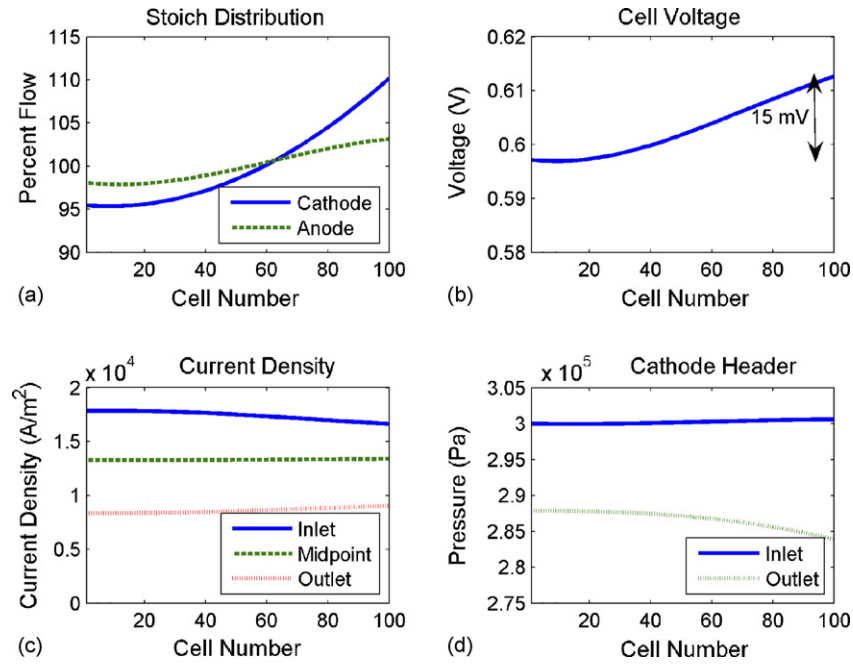 Stoich Distribution
115
110
105
100
95
90
Percent Flow
Cathode
Anode
20 40 60 80 100
Cell Number
(a)
Cell Voltage
0.62
0.61
0.6
0.59
0.58
Voltage (V)
15 mV
20 40 60 80 100
Cell Number
(b)
Current Density
x 10^4
2
1.5
1
0.5
0
Current Density (A/m²)
Inlet
Midpoint
Outlet
20 40 60 80 100
Cell Number
(c)
Cathode Header
x 10^5
3.05
3
2.95
2.9
2.85
2.8
2.75
Pressure (Pa)
Inlet
Outlet
20 40 60 80 100
Cell Number
(d)